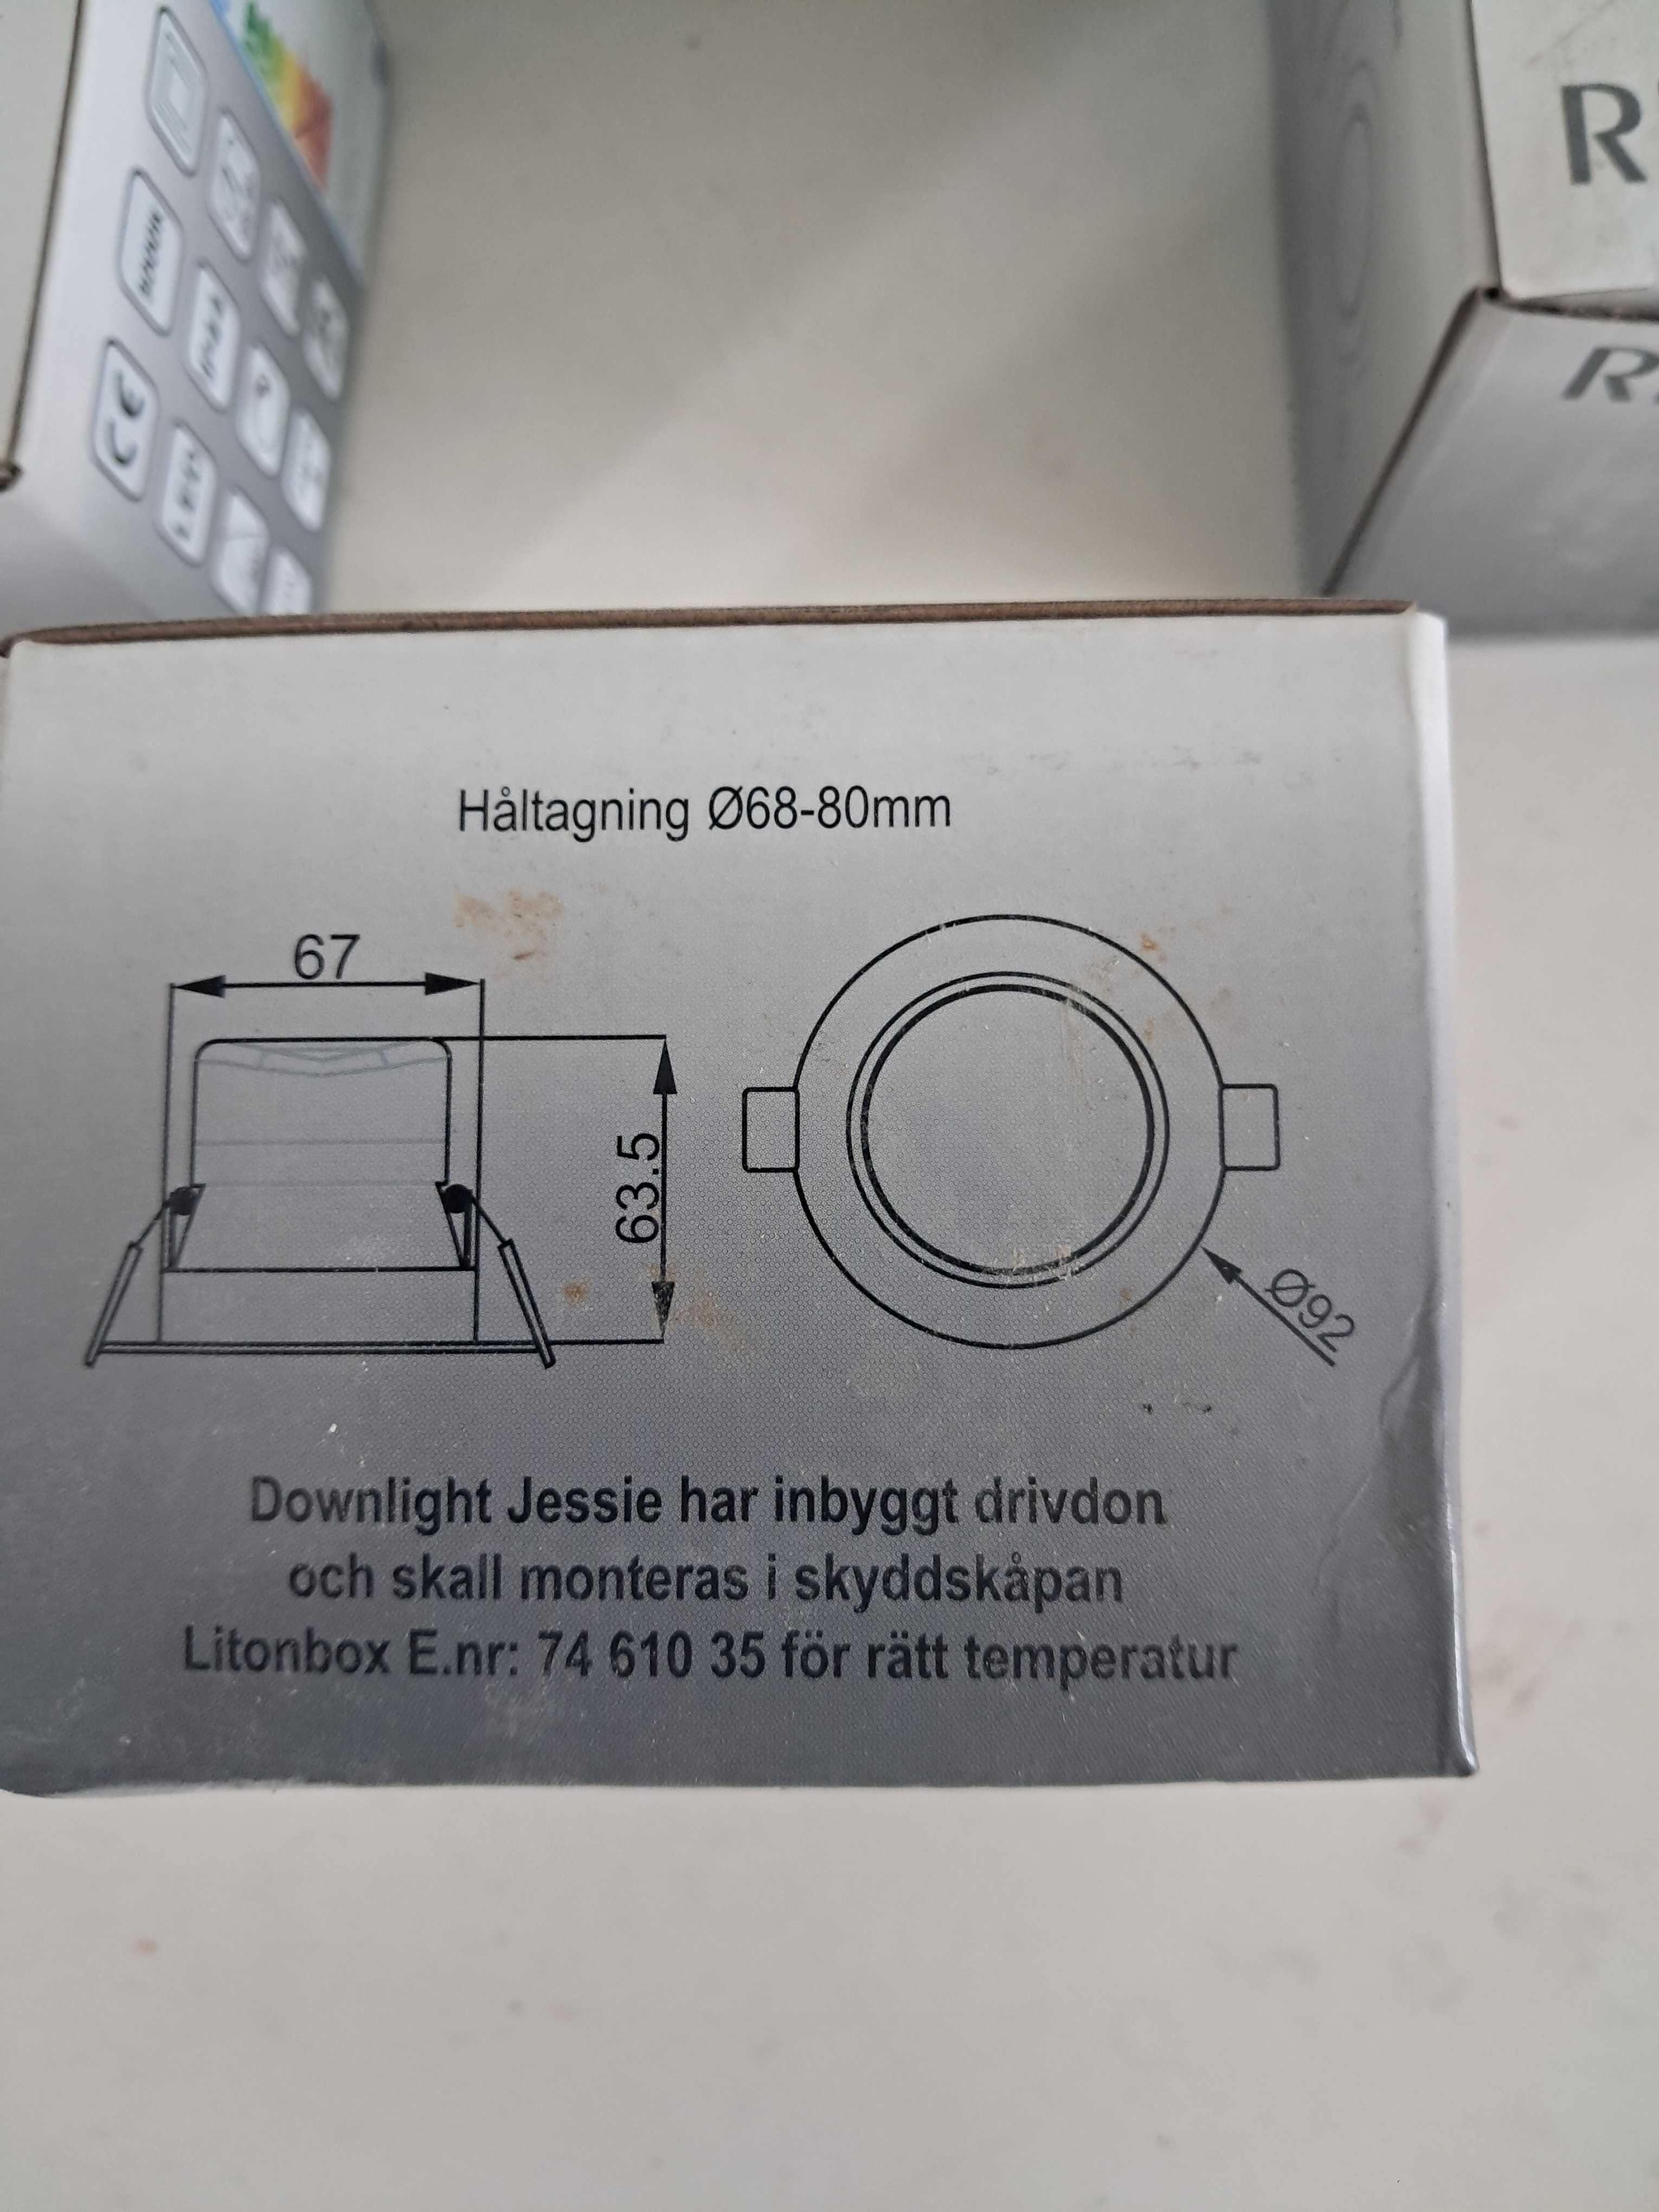 Håltagning Ø68-80mm
67
63.5
Ø92
Downlight Jessie har inbyggt drivdon
och skall monteras i skyddskåpan
Litonbox E.nr: 74 610 35 för rätt temperatur
CE